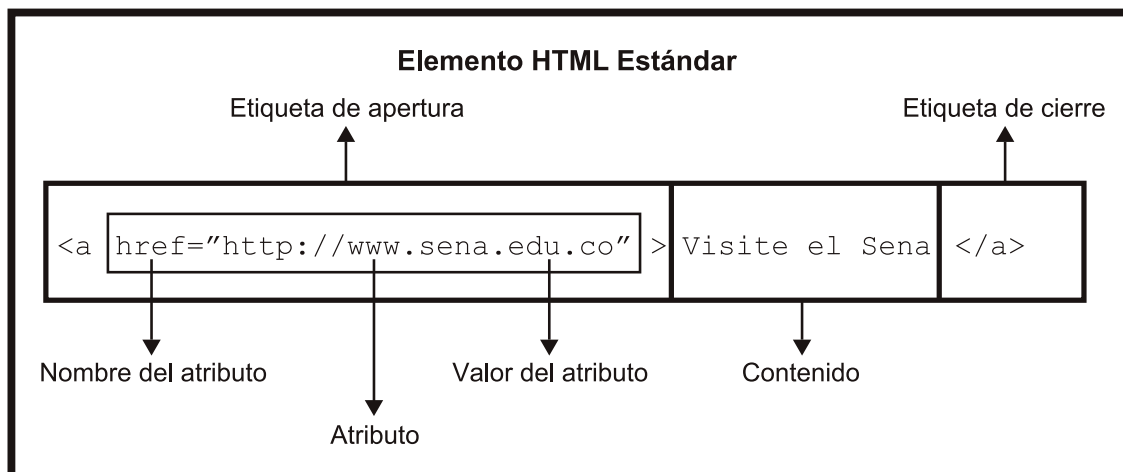 Elemento HTML Estándar
Etiqueta de apertura
Etiqueta de cierre
<a href=”http://www.sena.edu.co” > Visite el Sena </a>
Nombre del atributo
Valor del atributo
Contenido
Atributo